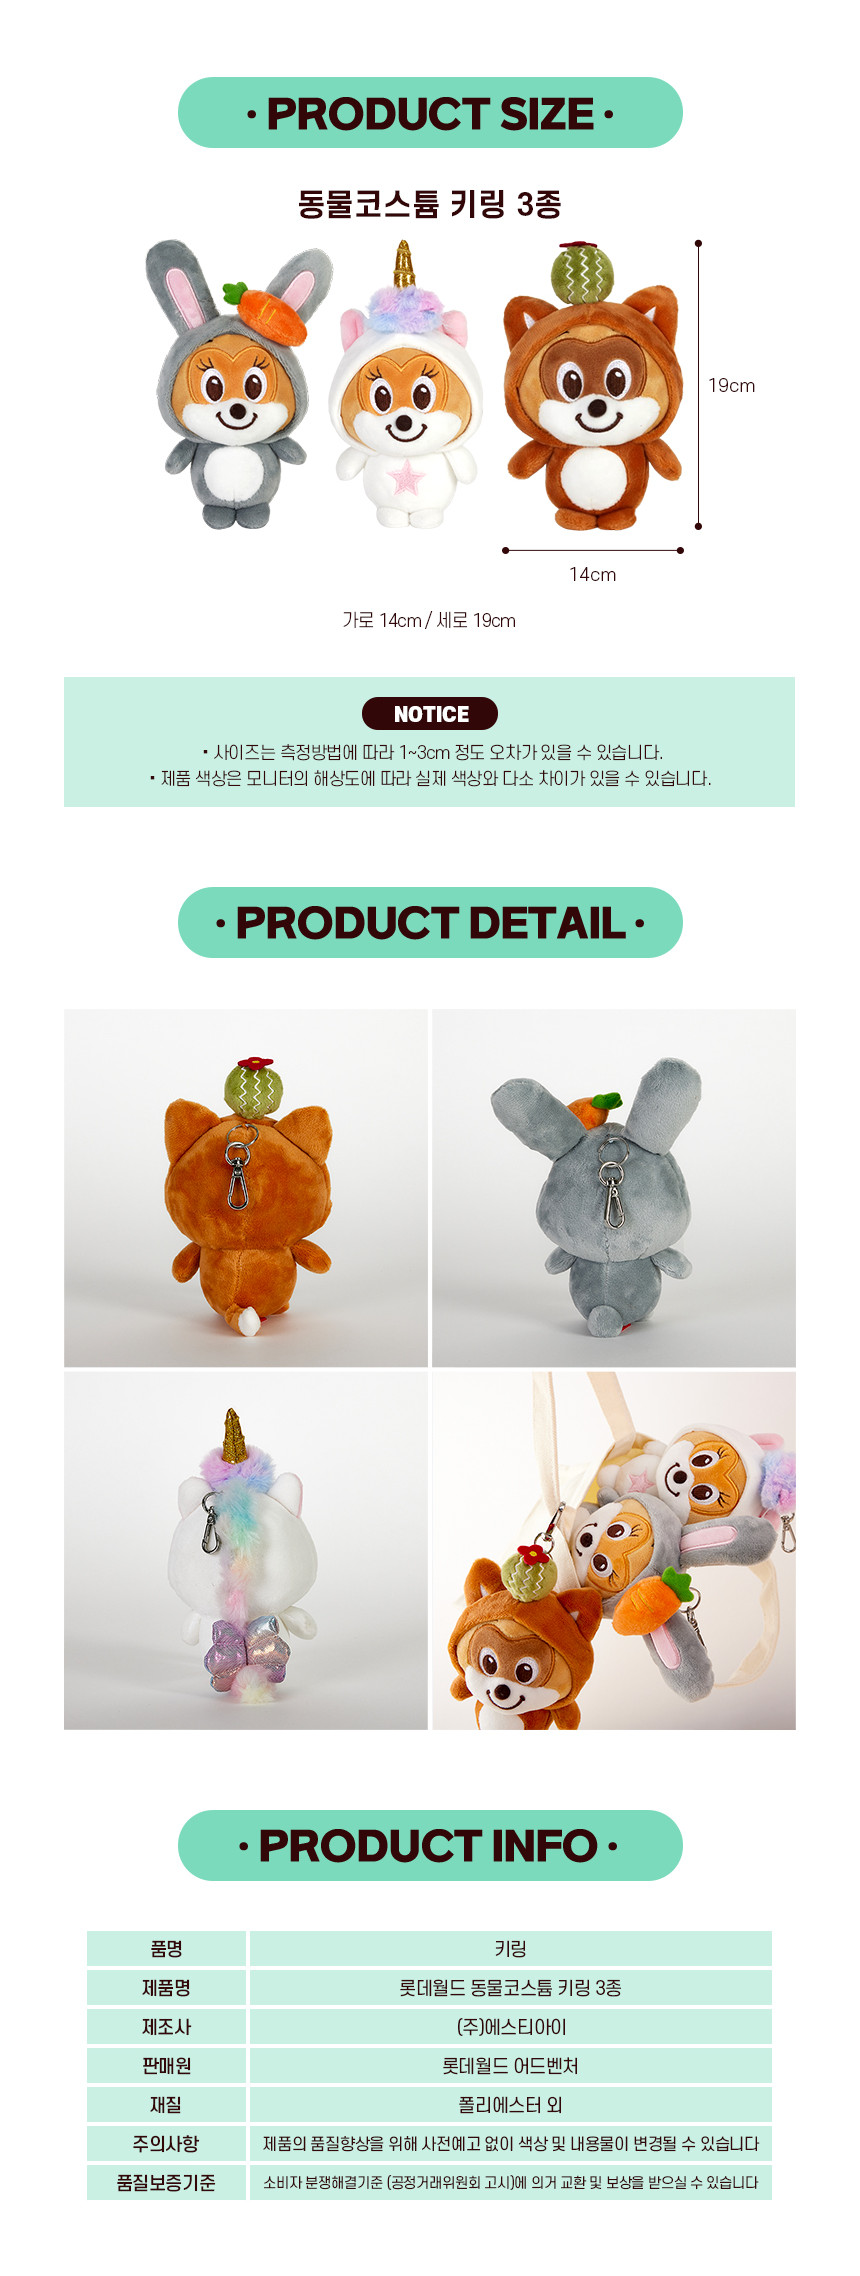 · PRODUCT SIZE ·
동물코스튬 키링 3종
19cm
14cm
가로 14cm / 세로 19cm
NOTICE
▪ 사이즈는 측정방법에 따라 1~3cm 정도 오차가 있을 수 있습니다.
▪ 제품 색상은 모니터의 해상도에 따라 실제 색상와 다소 차이가 있을 수 있습니다.
· PRODUCT DETAIL ·
· PRODUCT INFO ·
품명 키링
제품명 롯데월드 동물코스튬 키링 3종
제조사 (주)에스티아이
판매원 롯데월드 어드벤처
재질 폴리에스터 외
주의사항 제품의 품질향상을 위해 사전예고 없이 색상 및 내용물이 변경될 수 있습니다
품질보증기준 소비자 분쟁해결기준 (공정거래위원회 고시)에 의거 교환 및 보상을 받으실 수 있습니다